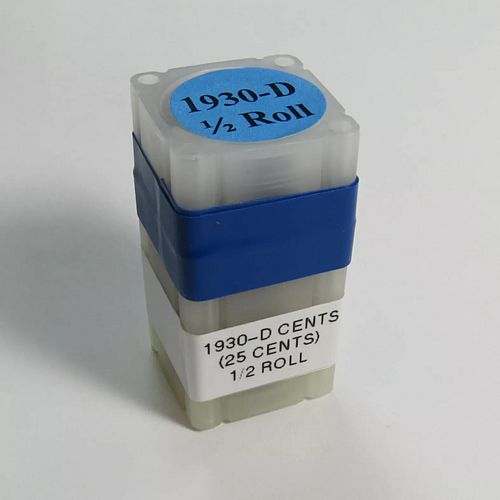 1930-D
½ Roll
1930-D CENTS
(25 CENTS)
1/2 ROLL